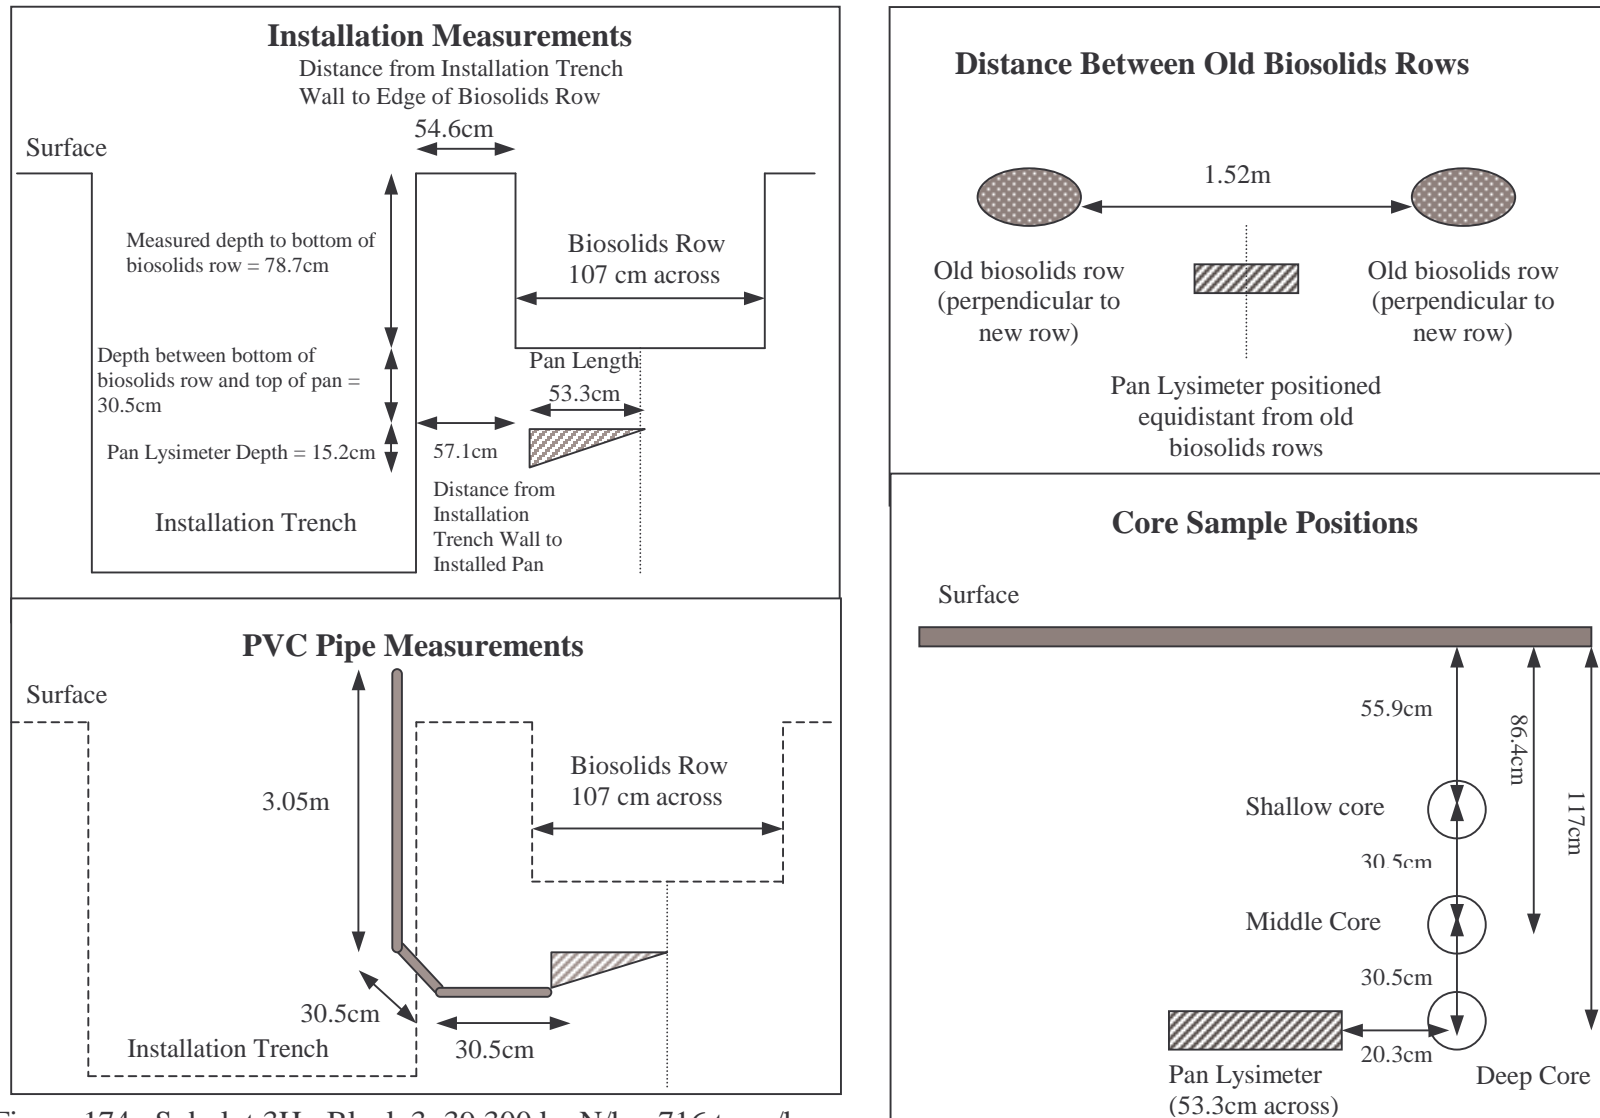 Installation Measurements
Distance from Installation Trench
Wall to Edge of Biosolids Row
54.6cm
Surface
Measured depth to bottom of
biosolids row = 78.7cm
Biosolids Row
107 cm across
Depth between bottom of
biosolids row and top of pan =
30.5cm
Pan Length
53.3cm
Pan Lysimeter Depth = 15.2cm
57.1cm
Distance from
Installation
Trench Wall to
Installed Pan
Installation Trench
PVC Pipe Measurements
Surface
Biosolids Row
107 cm across
3.05m
30.5cm
30.5cm
Installation Trench
Distance Between Old Biosolids Rows
1.52m
Old biosolids row
(perpendicular to
new row)
Old biosolids row
(perpendicular to
new row)
Pan Lysimeter positioned
equidistant from old
biosolids rows
Core Sample Positions
Surface
55.9cm
86.4cm
117cm
Shallow core
30.5cm
Middle Core
30.5cm
20.3cm
Pan Lysimeter
(53.3cm across)
Deep Core
174 Subplot 3H Block 3